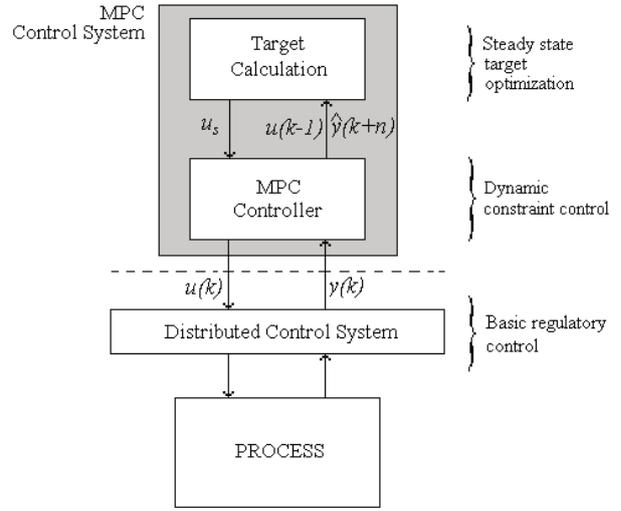 MPC
Control System
Target
Calculation
Steady state
target
optimization
u_s
u(k-1)
ŷ(k+n)
MPC
Controller
Dynamic
constraint control
u(k)
y(k)
Distributed Control System
Basic regulatory
control
PROCESS